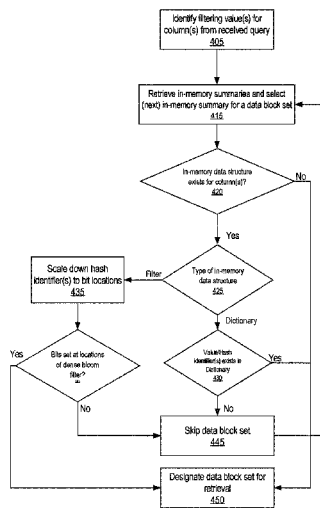 Identify filtering value(s) for
column(s) from received query
405
Retrieve in-memory summaries and select
(next) in-memory summary for a data block set
415
In-memory data structure
exists for column(s)?
420
No
Yes
Scale down hash
identifier(s) to bit locations
435
Filter
Type of in-memory
data structure
425
Dictionary
Yes
Bits set at locations
of dense bloom
filter?
Value/Hash
identifier(s) exists in
Dictionary
430
Yes
No
No
Skip data block set
445
Designate data block set for
retrieval
450